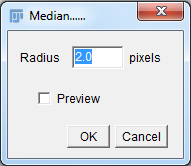 Median......
Radius 2.0 pixels
Preview
OK Cancel